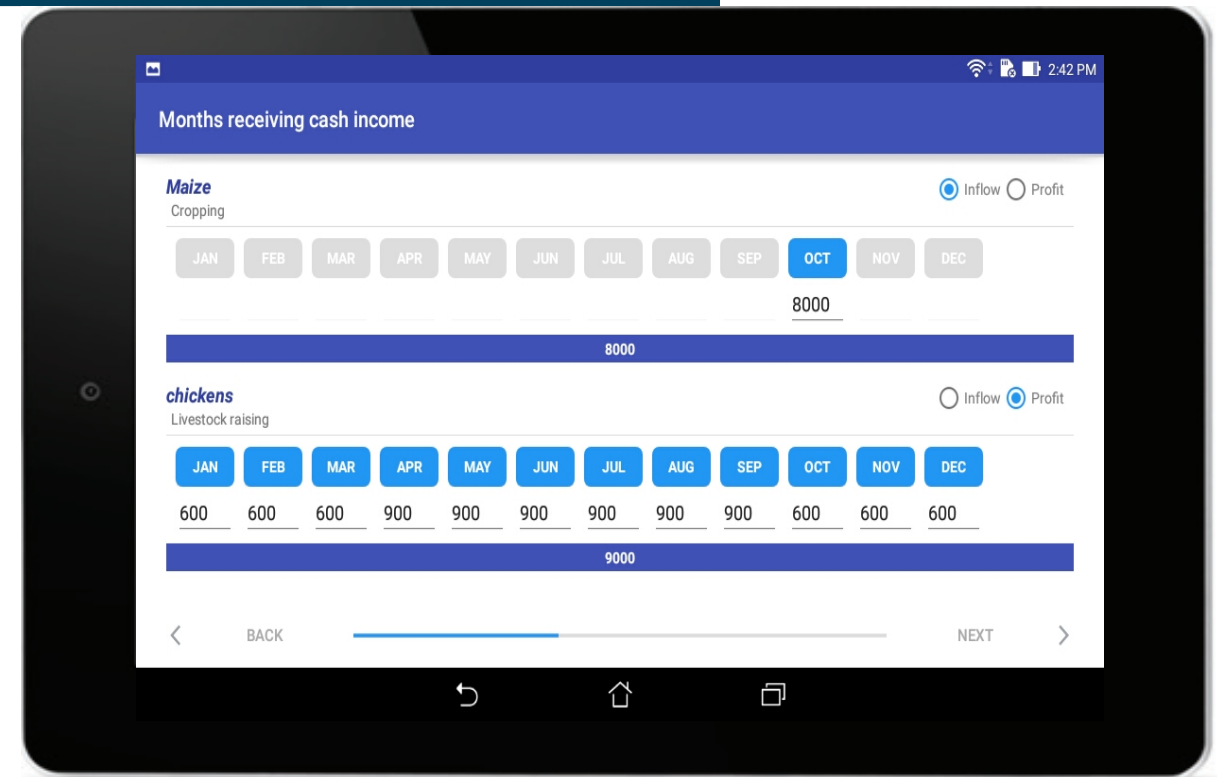 2:42 PM
Months receiving cash income
Maize
Inflow Profit
Cropping
JAN FEB MAR APR MAY JUN JUL AUG SEP OCT NOV DEC
8000
8000
chickens
Inflow Profit
Livestock raising
JAN FEB MAR APR MAY JUN JUL AUG SEP OCT NOV DEC
600 600 600 900 900 900 900 900 900 600 600 600
9000
BACK NEXT